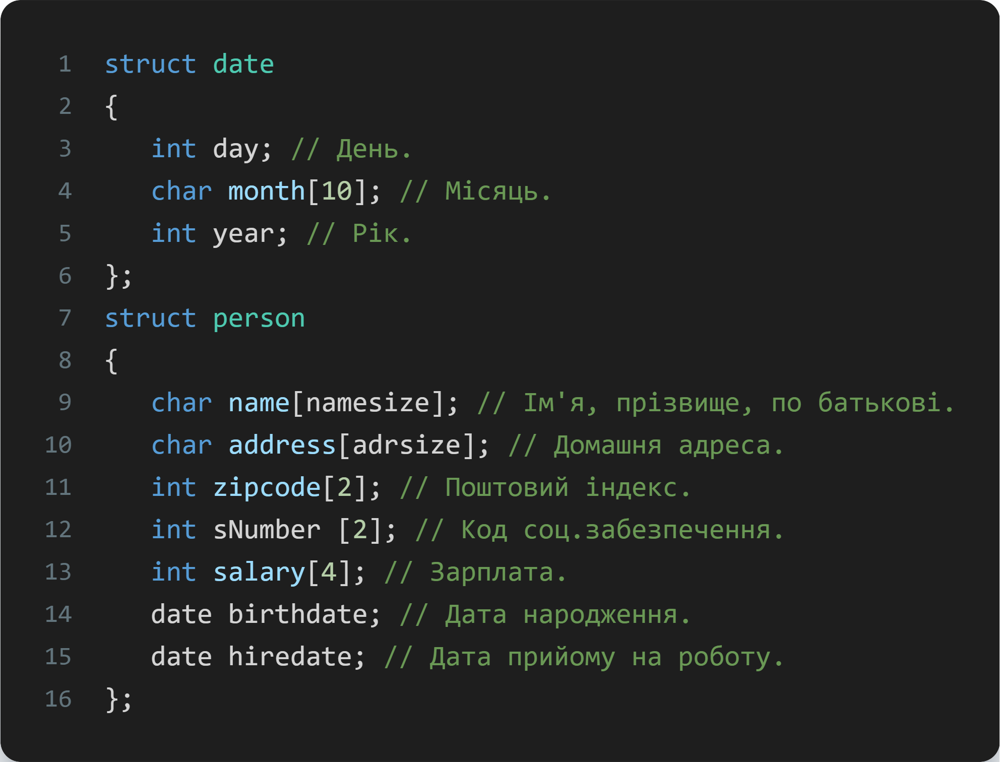 1 struct date
2 {
3 int day; // День.
4 char month[10]; // Місяць.
5 int year; // Рік.
6 };
7 struct person
8 {
9 char name[namesize]; // Ім'я, прізвище, по батькові.
10 char address[adrsize]; // Домашня адреса.
11 int zipcode[2]; // Поштовий індекс.
12 int sNumber [2]; // Код соц.забезпечення.
13 int salary[4]; // Зарплата.
14 date birthdate; // Дата народження.
15 date hiredate; // Дата прийому на роботу.
16 };